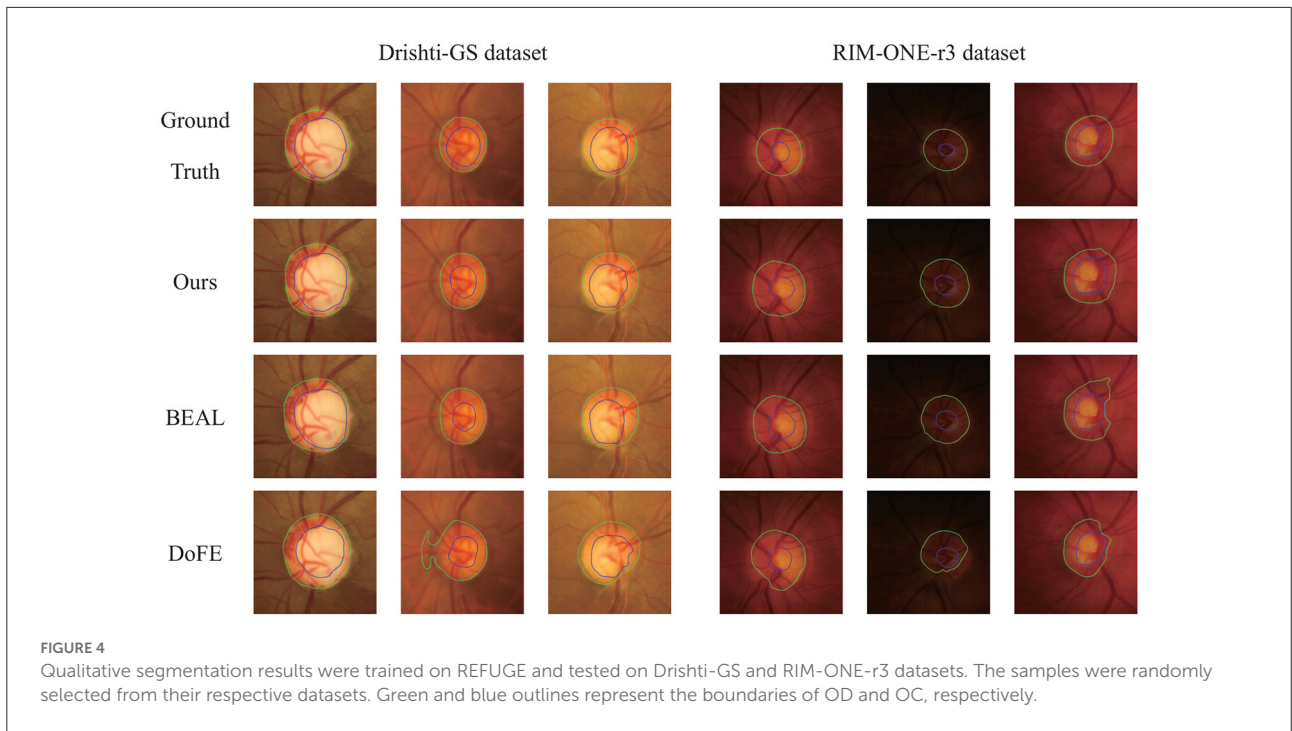 Drishti-GS dataset
RIM-ONE-r3 dataset
Ground
Truth
Ours
BEAL
DoFE
FIGURE 4
Qualitative segmentation results were trained on REFUGE and tested on Drishti-GS and RIM-ONE-r3 datasets. The samples were randomly
selected from their respective datasets. Green and blue outlines represent the boundaries of OD and OC, respectively.